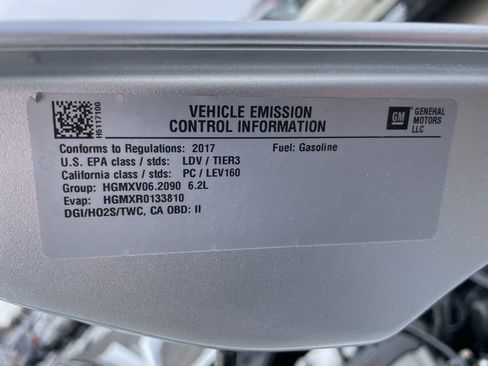 H6117100
VEHICLE EMISSION
CONTROL INFORMATION
GM
GENERAL
MOTORS
LLC
Conforms to Regulations: 2017 Fuel: Gasoline
U.S. EPA class / stds: LDV / TIER3
California class / stds: PC / LEV160
Group: HGMXV06.2090 6.2L
Evap: HGMXR0133810
DGI/HO2S/TWC, CA OBD: II